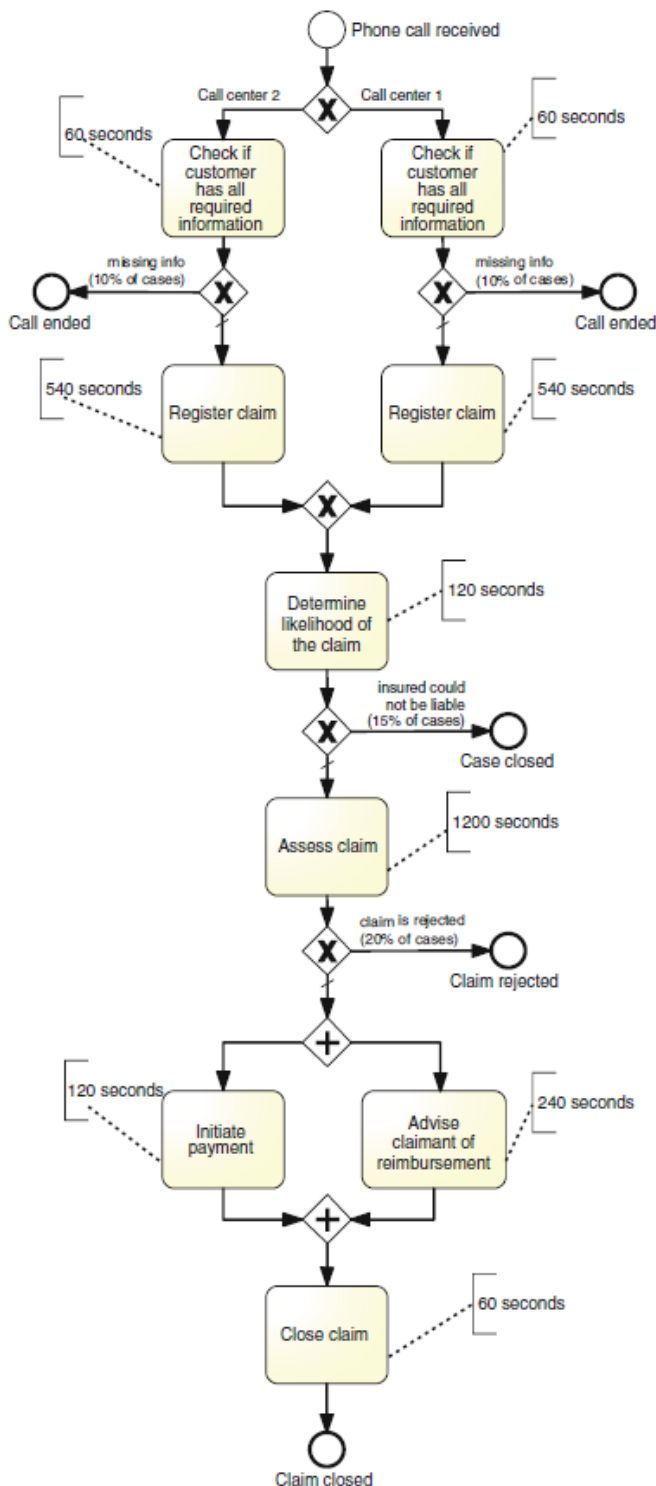 Phone call received
Call center 2
Call center 1
60 seconds
60 seconds
Check if
customer
has all
required
information
Check if
customer
has all
required
information
missing info
(10% of cases)
missing info
(10% of cases)
X
X
X
Call ended
Call ended
540 seconds
540 seconds
Register claim
Register claim
X
120 seconds
Determine
likelihood of
the claim
insured could
not be liable
(15% of cases)
X
Case closed
1200 seconds
Assess claim
claim is rejected
(20% of cases)
X
Claim rejected
+
120 seconds
240 seconds
Initiate
payment
Advise
claimant of
reimbursement
+
60 seconds
Close claim
Claim closed